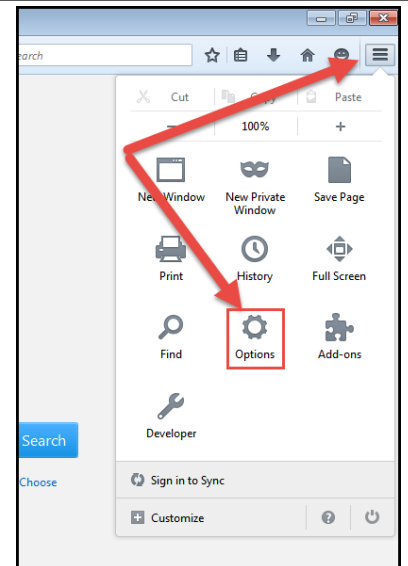 earch
Cut Copy Paste
100%
New Window
New Private
Window
Save Page
Print History Full Screen
Find Options Add-ons
Developer
Search
Choose
Sign in to Sync
Customize